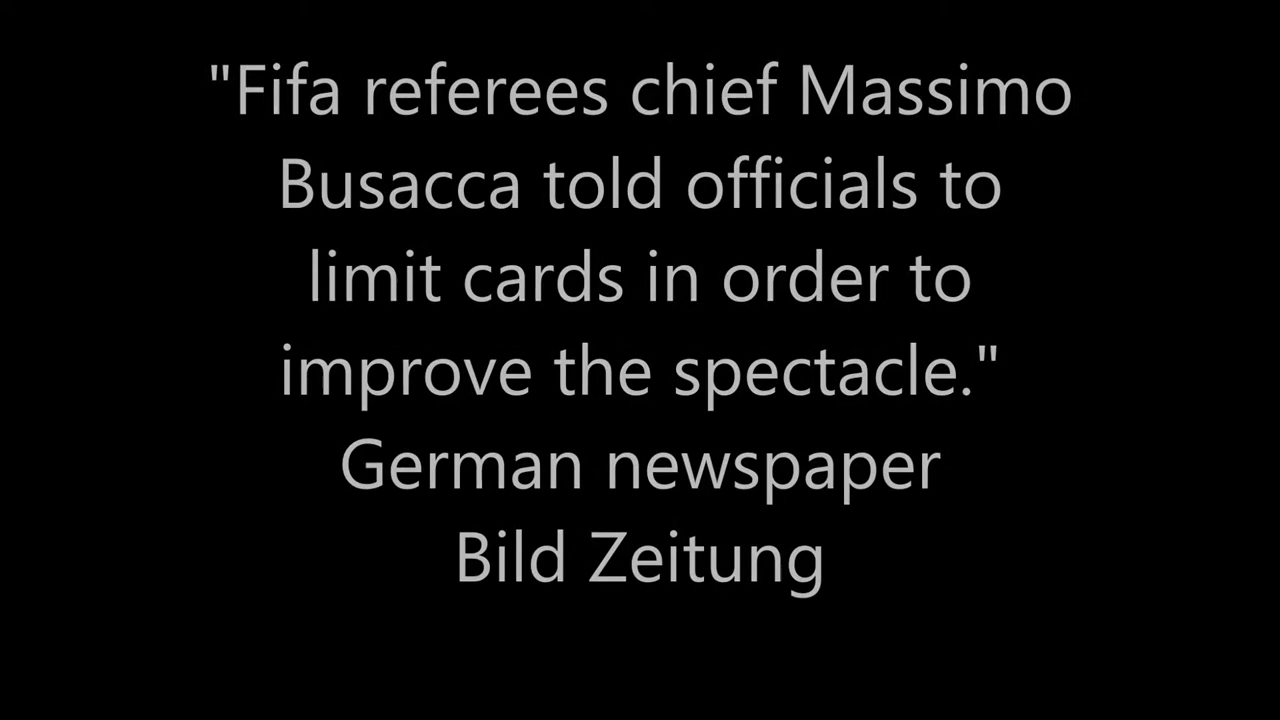 "Fifa referees chief Massimo
Busacca told officials to
limit cards in order to
improve the spectacle."
German newspaper
Bild Zeitung